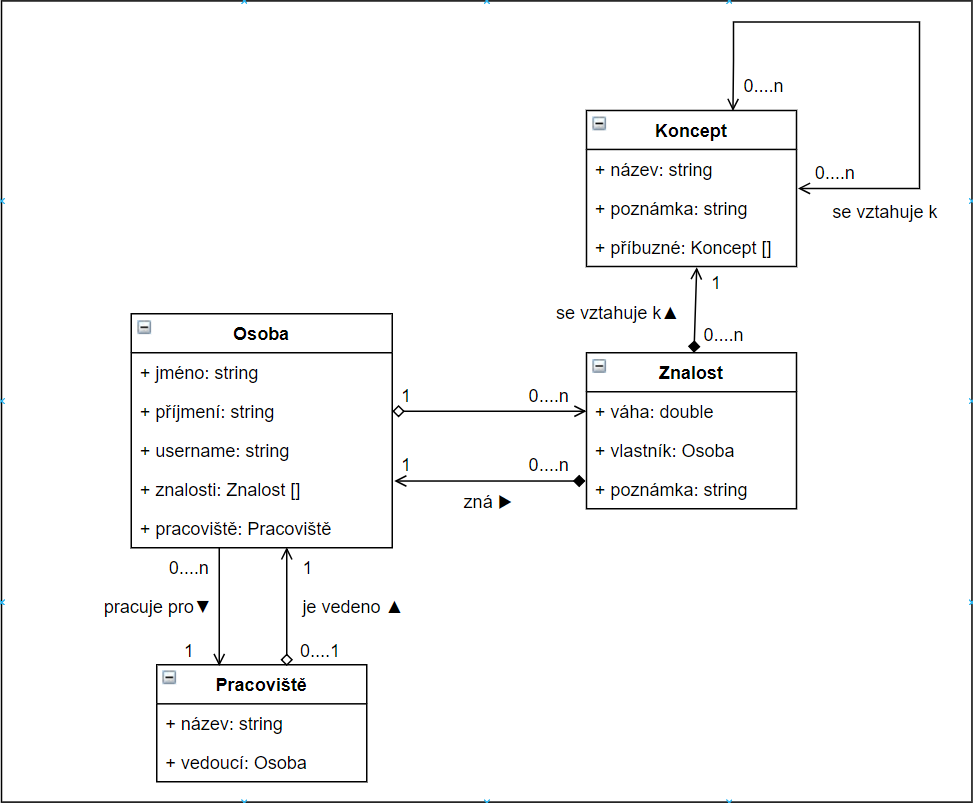 0....n
Koncept
+ název: string
+ poznámka: string
+ příbuzné: Koncept []
0....n
se vztahuje k
1
se vztahuje k▲
0....n
Osoba
+ jméno: string
+ příjmení: string
+ username: string
+ znalosti: Znalost []
+ pracoviště: Pracoviště
1
0....n
1
0....n
zná ►
Znalost
+ váha: double
+ vlastník: Osoba
+ poznámka: string
0....n
1
pracuje pro▼
je vedeno ▲
1
0....1
Pracoviště
+ název: string
+ vedoucí: Osoba